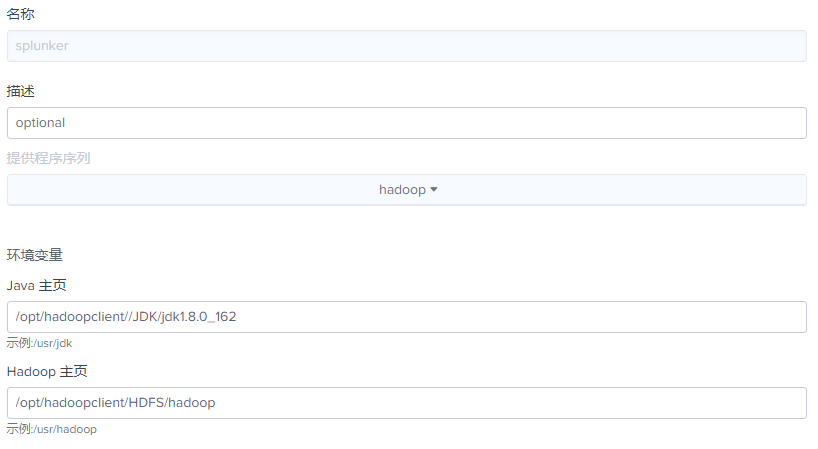 名称
splunker
描述
optional
提供程序序列
hadoop
环境变量
Java 主页
/opt/hadoopclient//JDK/jdk1.8.0_162
示例:/usr/jdk
Hadoop 主页
/opt/hadoopclient/HDFS/hadoop
示例:/usr/hadoop